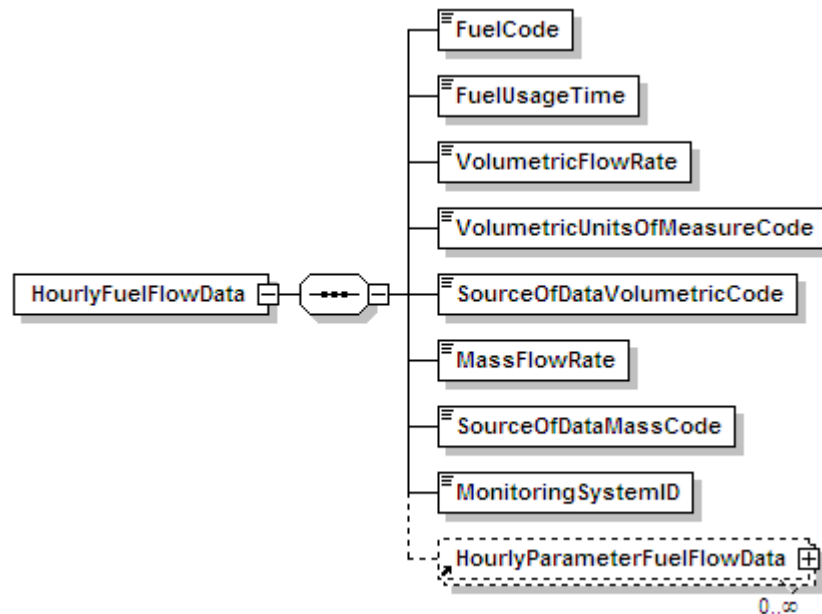 FuelCode
FuelUsageTime
VolumetricFlowRate
VolumetricUnitsOfMeasureCode
HourlyFuelFlowData
SourceOfDataVolumetricCode
MassFlowRate
SourceOfDataMassCode
MonitoringSystemID
HourlyParameterFuelFlowData
0..∞